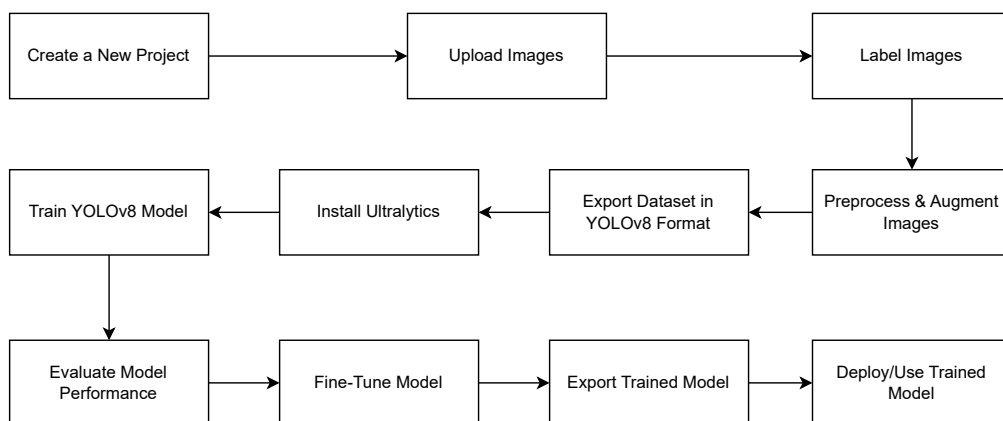 Create a New Project
Upload Images
Label Images
Preprocess & Augment
Images
Export Dataset in
YOLOv8 Format
Install Ultralytics
Train YOLOv8 Model
Evaluate Model
Performance
Fine-Tune Model
Export Trained Model
Deploy/Use Trained
Model